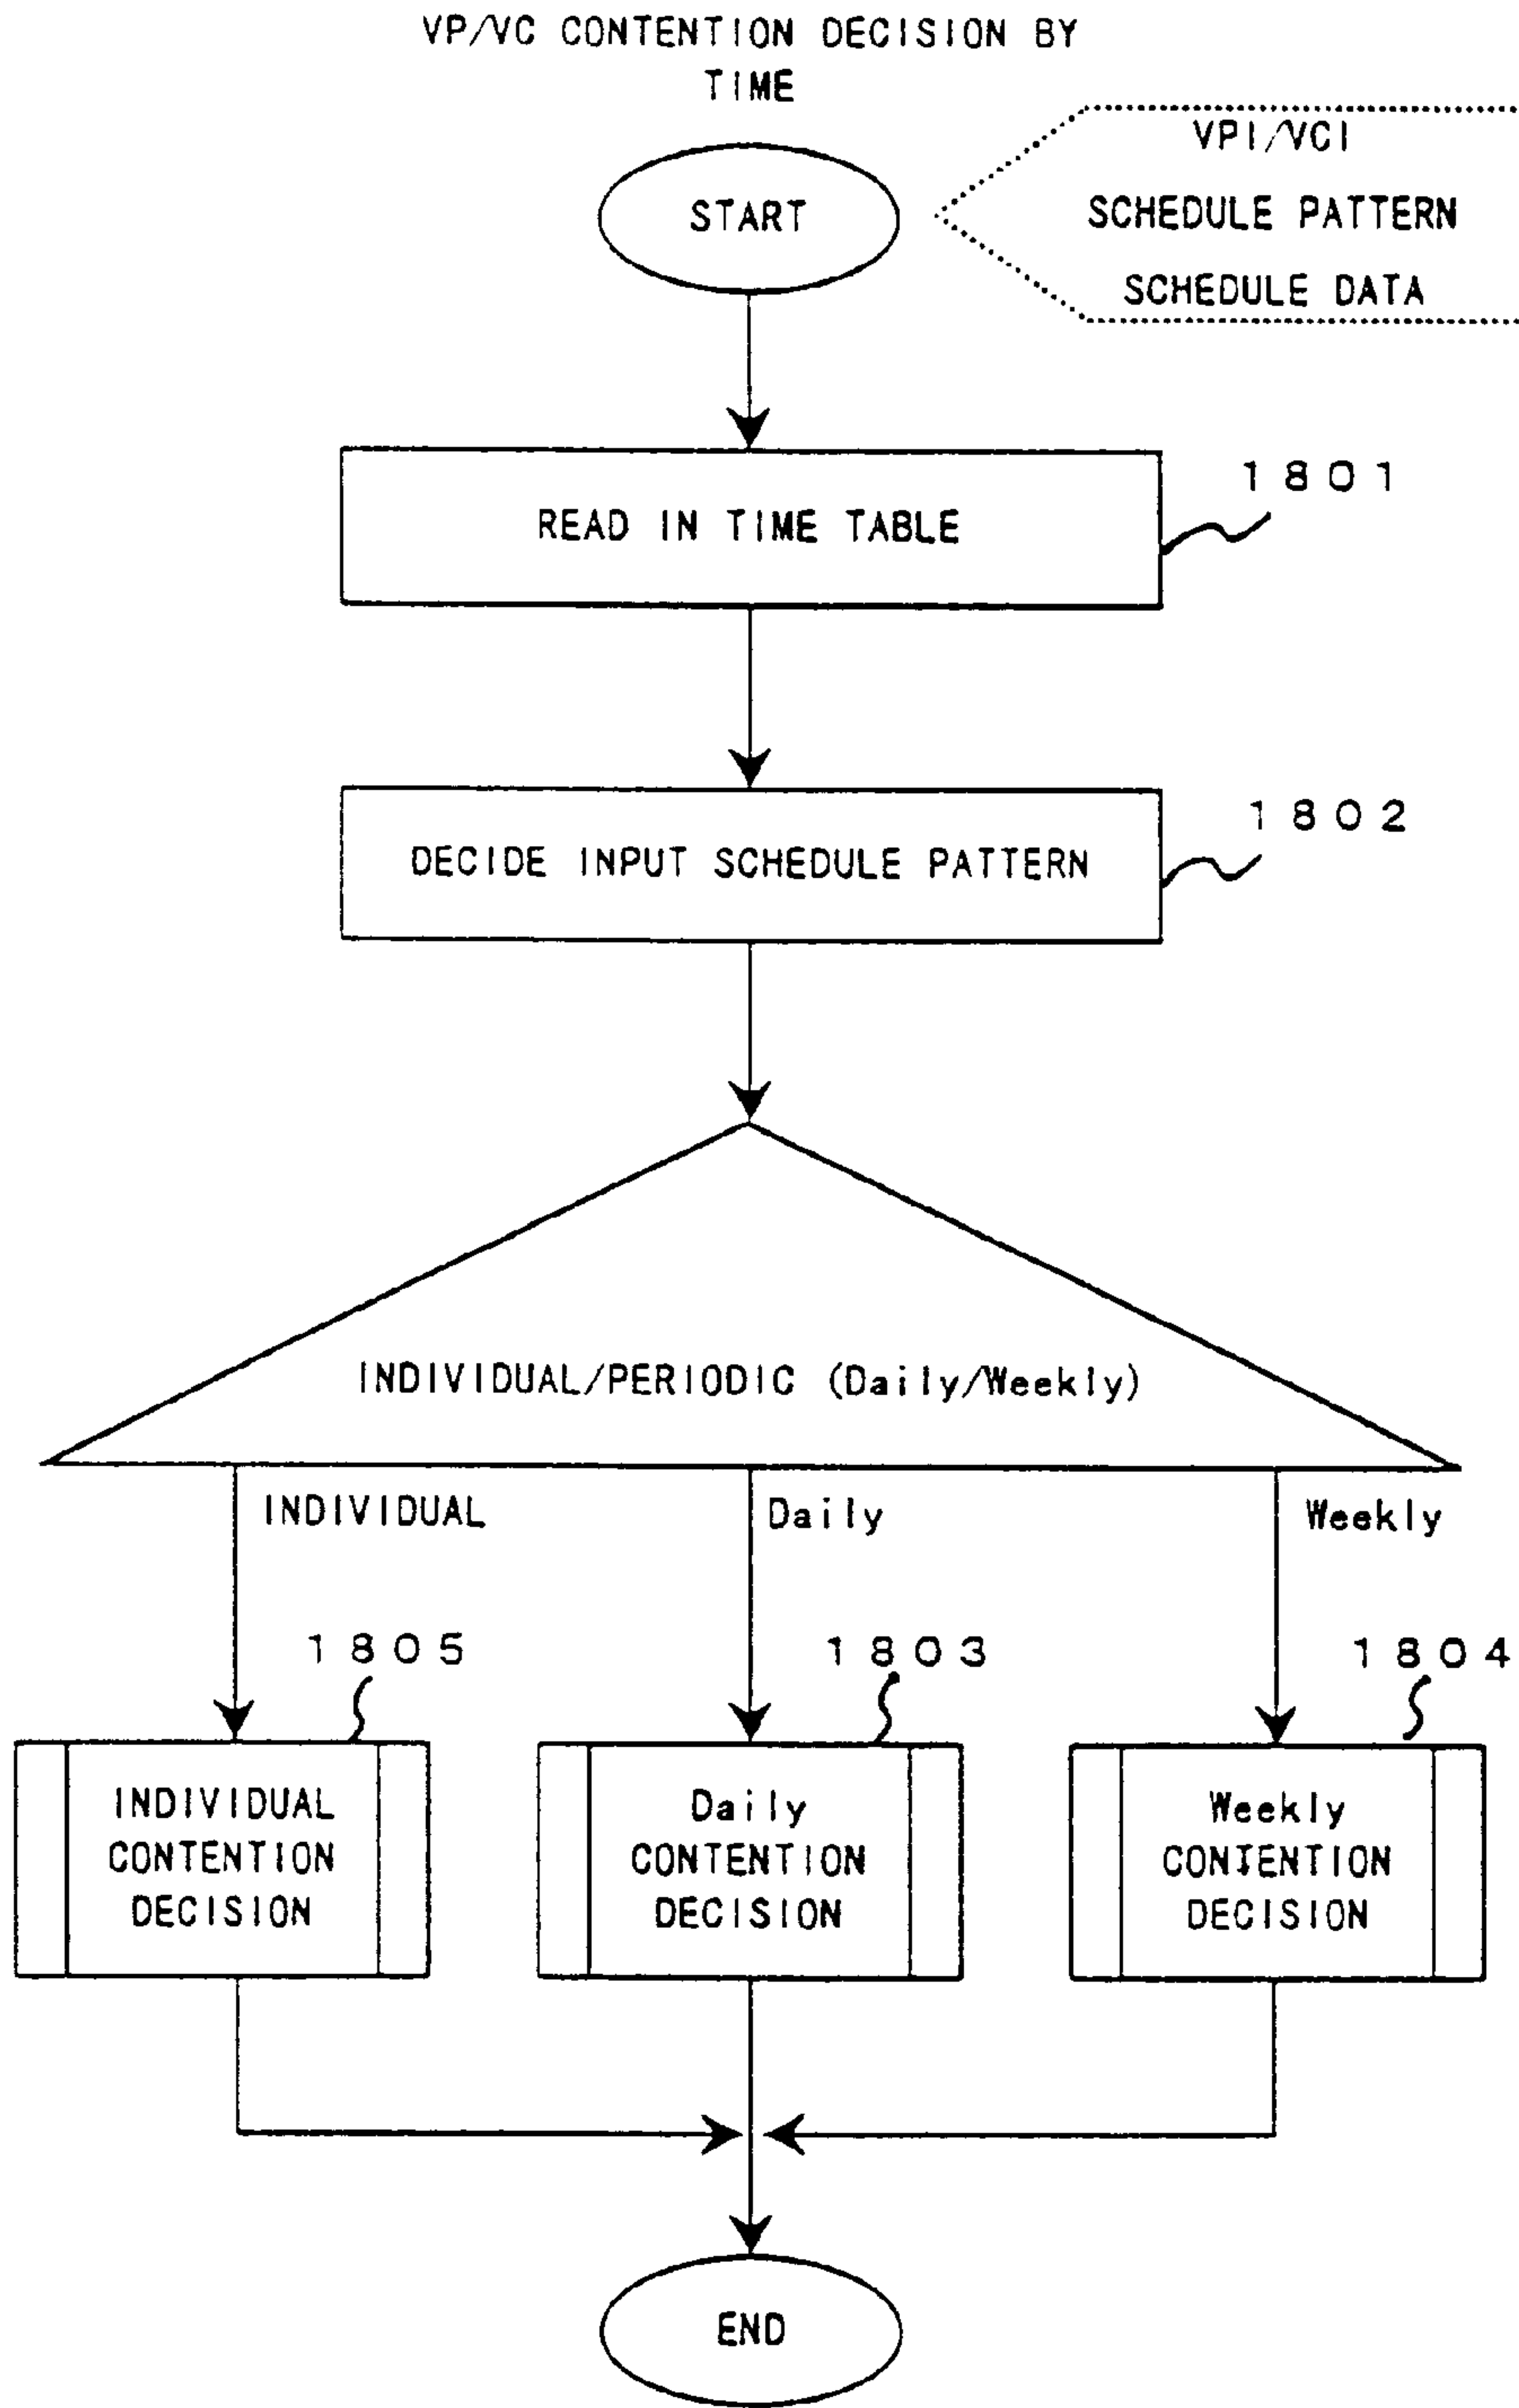 VP/VC CONTENTION DECISION BY
TIME
START
VPI/VCI
SCHEDULE PATTERN
SCHEDULE DATA
1801
READ IN TIME TABLE
1802
DECIDE INPUT SCHEDULE PATTERN
INDIVIDUAL/PERIODIC (Daily/Weekly)
INDIVIDUAL
Daily
Weekly
1805
1803
1804
INDIVIDUAL
CONTENTION
DECISION
Daily
CONTENTION
DECISION
Weekly
CONTENTION
DECISION
END